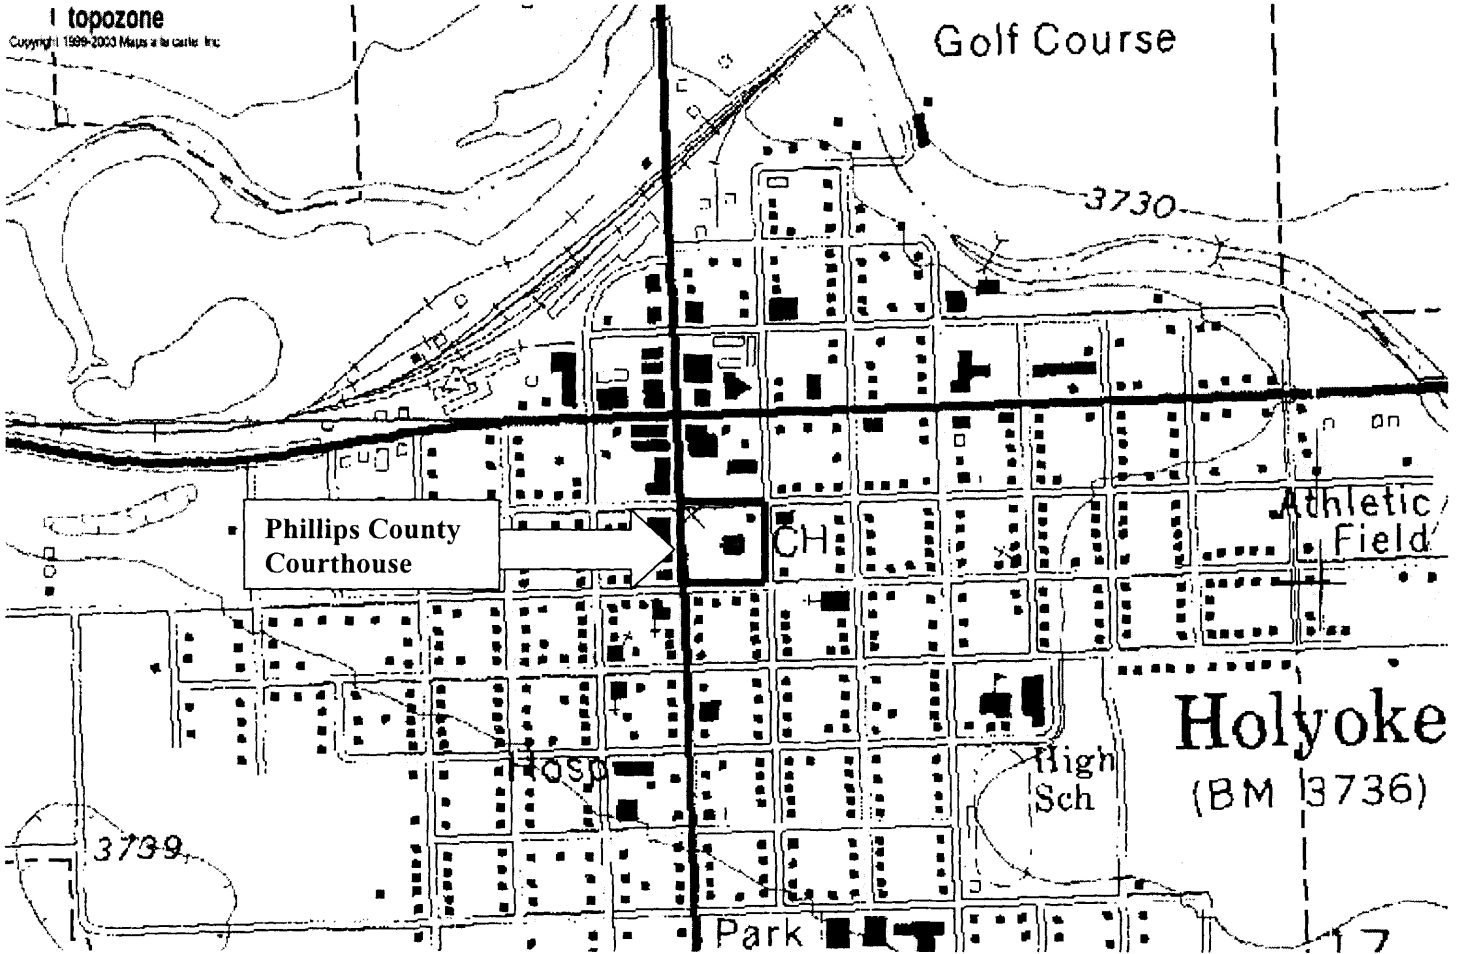 topozone
Copyright 1999-2003 Maps a la carte, Inc.
Golf Course
3730
Phillips County
Courthouse
CH
Athletic
Field
Holyoke
(BM 3736)
High
Sch
Hosp
3739
Park
17